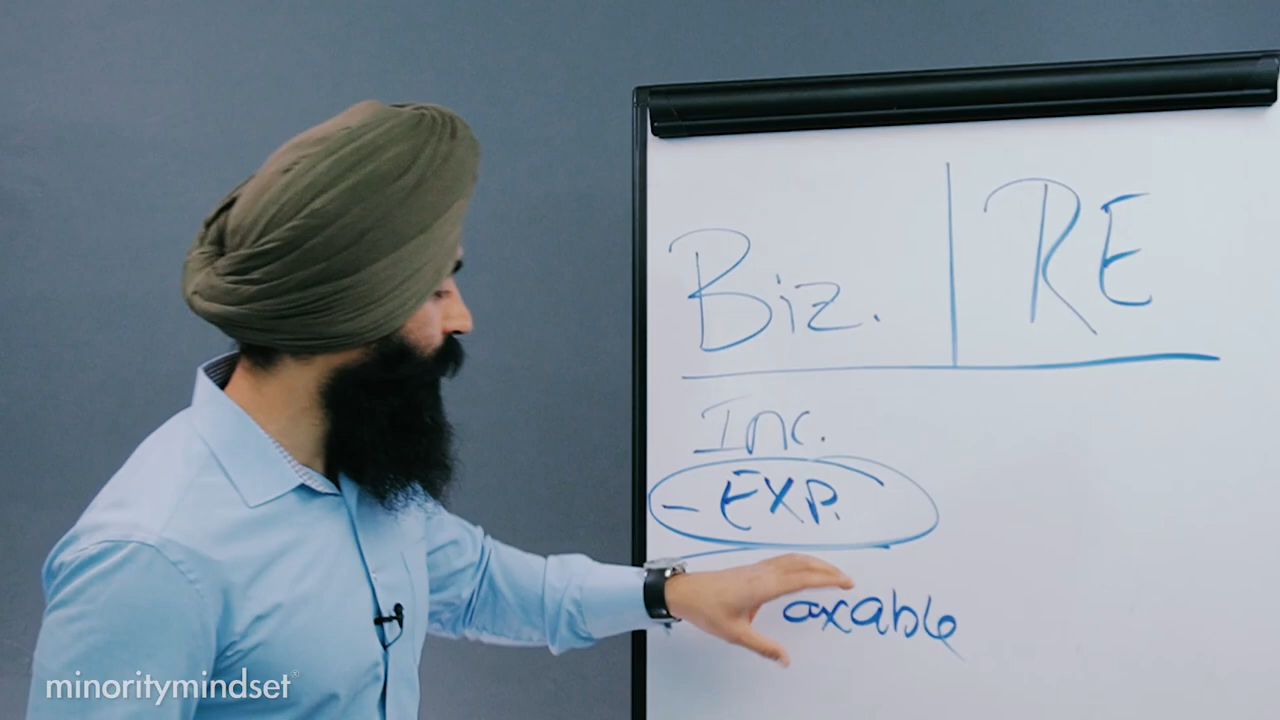 Biz. | RE
Inc.
- EXP.
axable
minoritymindset®